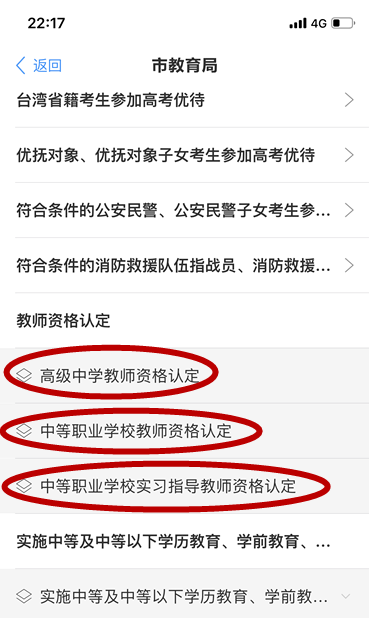 22:17
4G
返回
市教育局
台湾省籍考生参加高考优待
优抚对象、优抚对象子女考生参加高考优待
符合条件的公安民警、公安民警子女考生参...
符合条件的消防救援队伍指战员、消防救援...
教师资格认定
高级中学教师资格认定
中等职业学校教师资格认定
中等职业学校实习指导教师资格认定
实施中等及中等以下学历教育、学前教育、...
实施中等及中等以下学历教育、学前教...